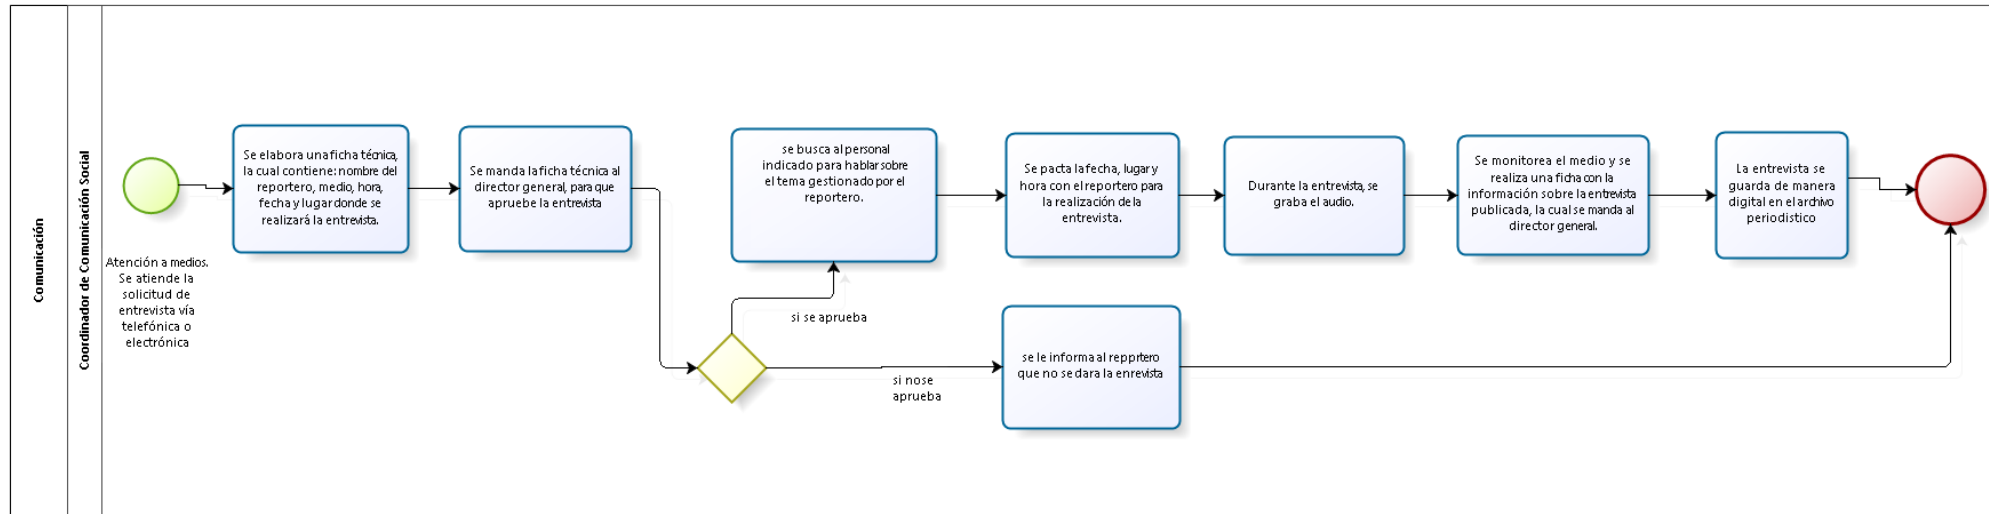 Comunicación
Coordinador de Comunicación Social
Atención a medios.
Se atiende la
solicitud de
entrevista vía
telefónica o
electrónica
Se elabora una ficha técnica,
la cual contiene: nombre del
reportero, medio, hora,
fecha y lugar donde se
realizará la entrevista.
Se manda la ficha técnica al
director general, para que
apruebe la entrevista
si se aprueba
si no se
aprueba
se busca al personal
indicado para hablar sobre
el tema gestionado por el
reportero.
se le informa al repprtero
que no se dara la enrevista
Se pacta la fecha, lugar y
hora con el reportero para
la realización de la
entrevista.
Durante la entrevista, se
graba el audio.
Se monitorea el medio y se
realiza una ficha con la
información sobre la entrevista
publicada, la cual se manda al
director general.
La entrevista se
guarda de manera
digital en el archivo
periodistico